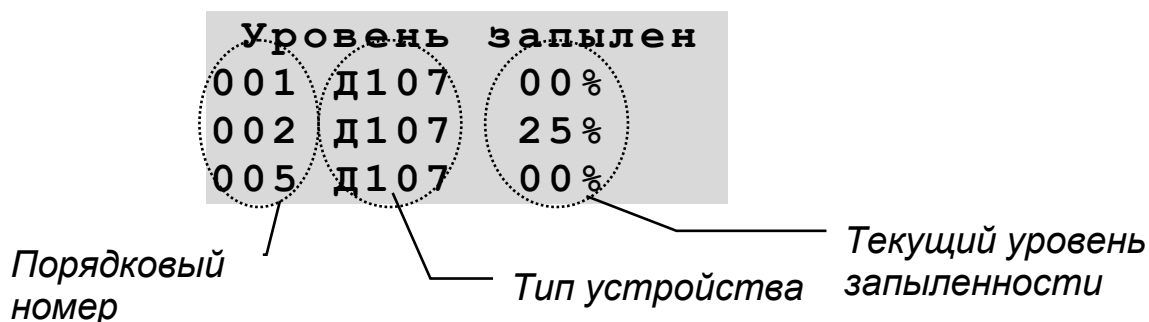 Уровень запылен
001 Д107 00%
002 Д107 25%
005 Д107 00%
Порядковый
номер
Тип устройства
Текущий уровень
запыленности